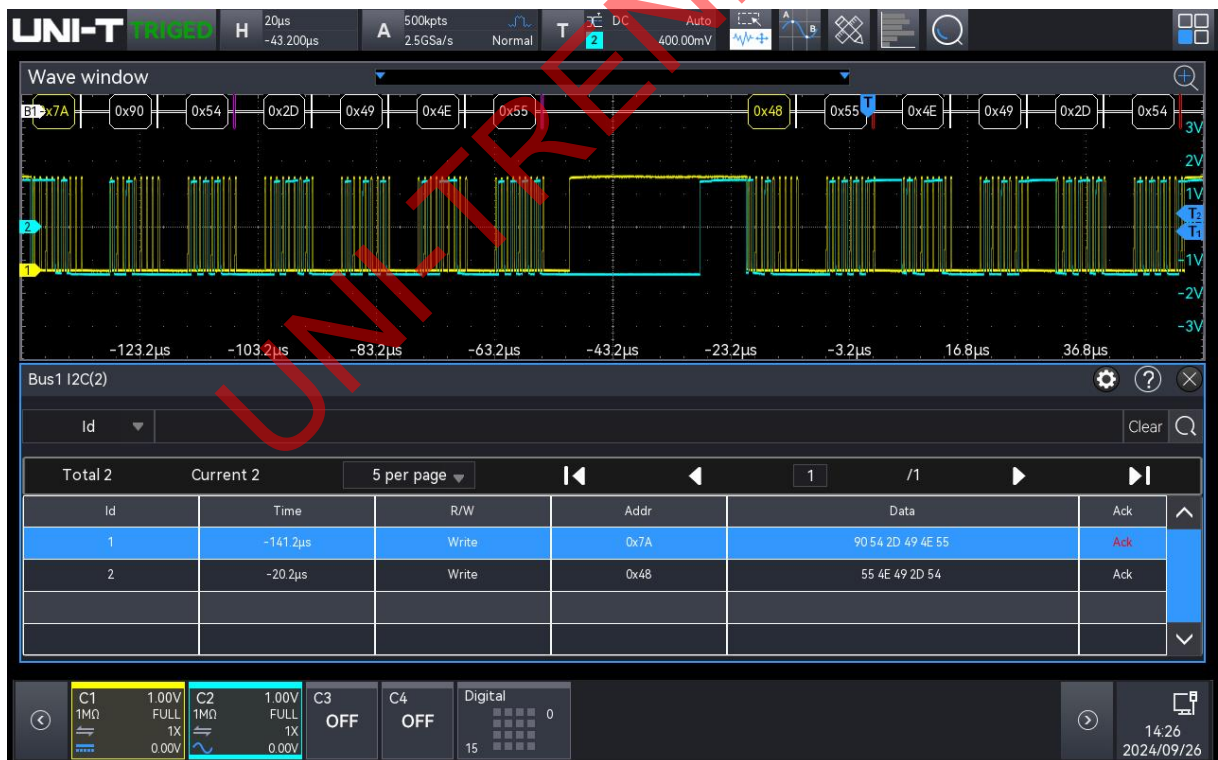 UNI-T TRIGED H 20µs -43.200µs A 500kpts 2.5GSa/s Normal T DC Auto 2 400.00mV A B
Wave window
B1 0x7A 0x90 0x54 0x2D 0x49 0x4E 0x55 0x48 0x55 T 0x4E 0x49 0x2D 0x54
3V
2V
1V
2 T2
T1
1 -1V
-2V
-3V
-123.2µs -103.2µs -83.2µs -63.2µs -43.2µs -23.2µs -3.2µs 16.8µs 36.8µs
Bus1 I2C(2)
Id Clear
Total 2 Current 2 5 per page 1 /1
Id Time R/W Addr Data Ack
1 -141.2µs Write 0x7A 90 54 2D 49 4E 55 Ack
2 -20.2µs Write 0x48 55 4E 49 2D 54 Ack
C1 1.00V C2 1.00V C3 C4 Digital
1MΩ FULL 1MΩ FULL OFF OFF 0
1X 1X
0.00V 0.00V 15
14:26
2024/09/26
UNI-TREN